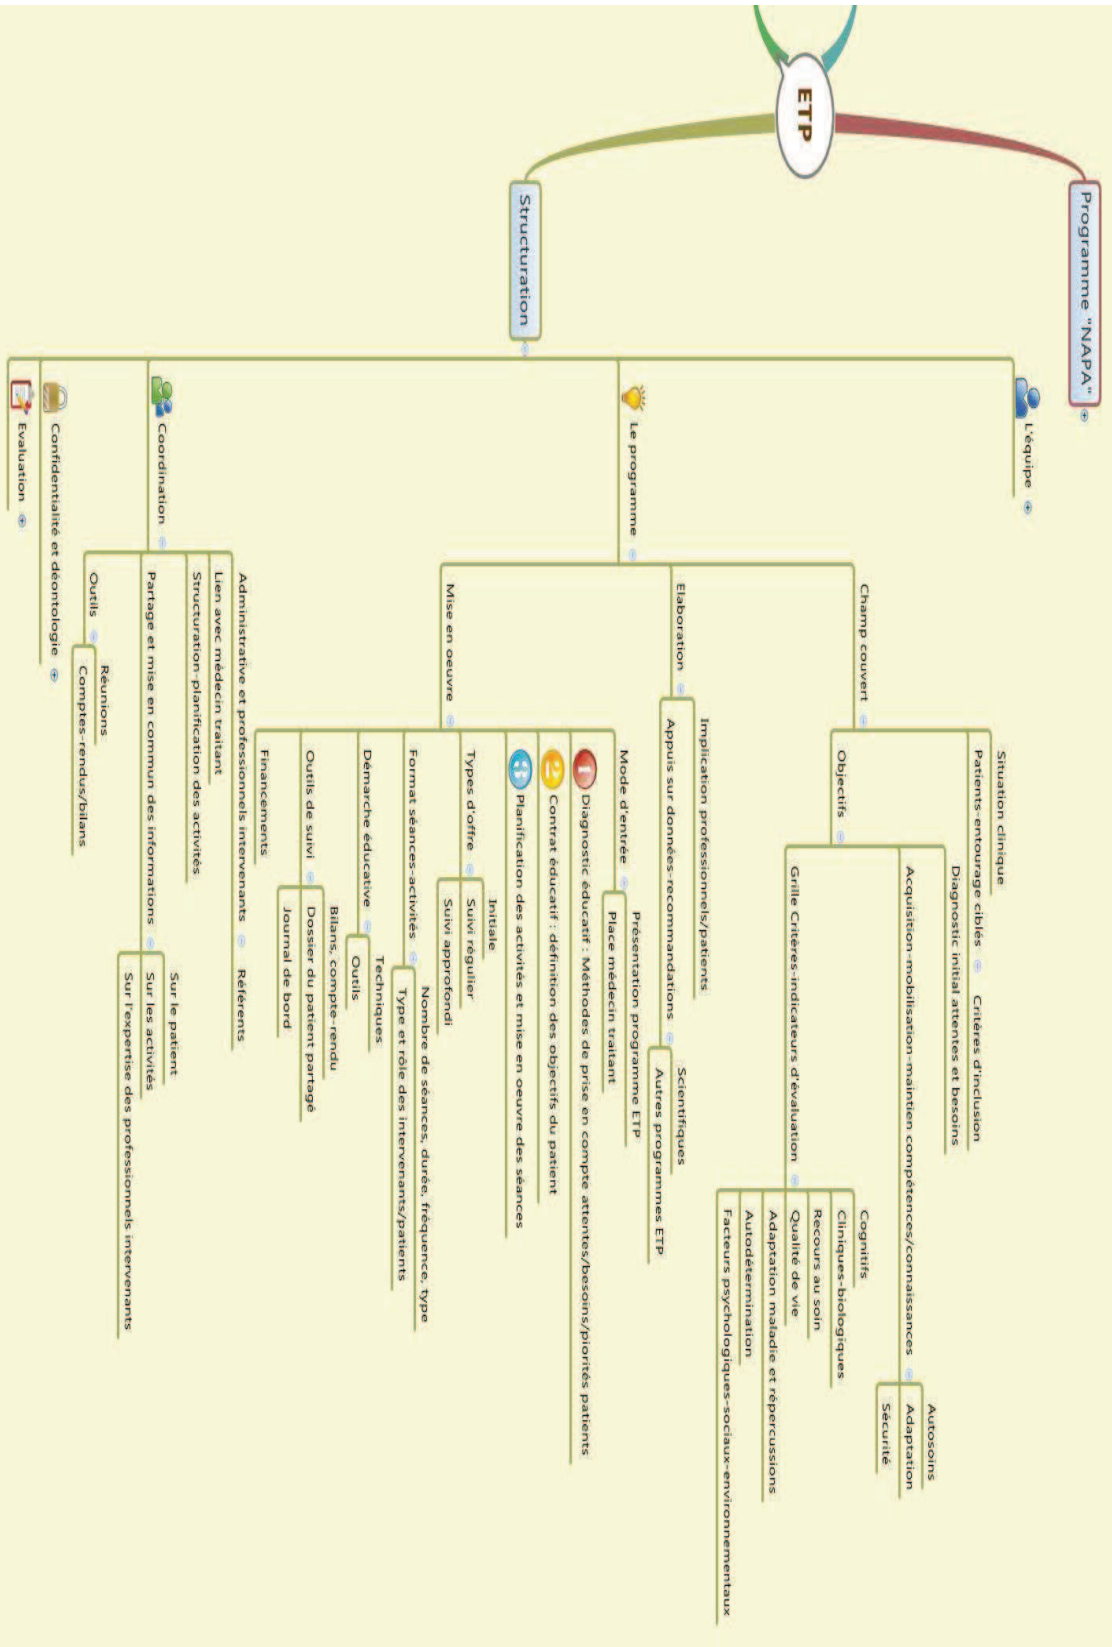 ETP
Programme "NAPA"
Structuration
L'équipe
Le programme
Champ couvert
Situation clinique
Patients-entourage ciblés
Critères d'inclusion
Objectifs
Diagnostic initial attentes et besoins
Acquisition-mobilisation-maintien compétences/connaissances
Autosoins
Adaptation
Sécurité
Grille Critères-indicateurs d'évaluation
Cognitifs
Cliniques-biologiques
Recours au soin
Qualité de vie
Adaptation maladie et répercussions
Autodétermination
Facteurs psychologiques-sociaux-environnementaux
Elaboration
Implication professionnels/patients
Appuis sur données-recommandations
Scientifiques
Autres programmes ETP
Mise en oeuvre
Mode d'entrée
Présentation programme ETP
Place médecin traitant
1 Diagnostic éducatif : Méthodes de prise en compte attentes/besoins/piorités patients
2 Contrat éducatif : définition des objectifs du patient
3 Planification des activités et mise en oeuvre des séances
Types d'offre
Initiale
Suivi régulier
Suivi approfondi
Format séances-activités
Nombre de séances, durée, fréquence, type
Type et rôle des intervenants/patients
Démarche éducative
Techniques
Outils
Outils de suivi
Bilans, compte-rendu
Dossier du patient partagé
Journal de bord
Financements
Coordination
Administrative et professionnels intervenants
Référents
Lien avec médecin traitant
Structuration-planification des activités
Partage et mise en commun des informations
Sur le patient
Sur les activités
Sur l'expertise des professionnels intervenants
Outils
Réunions
Comptes-rendus/bilans
Confidentialité et déontologie
Evaluation